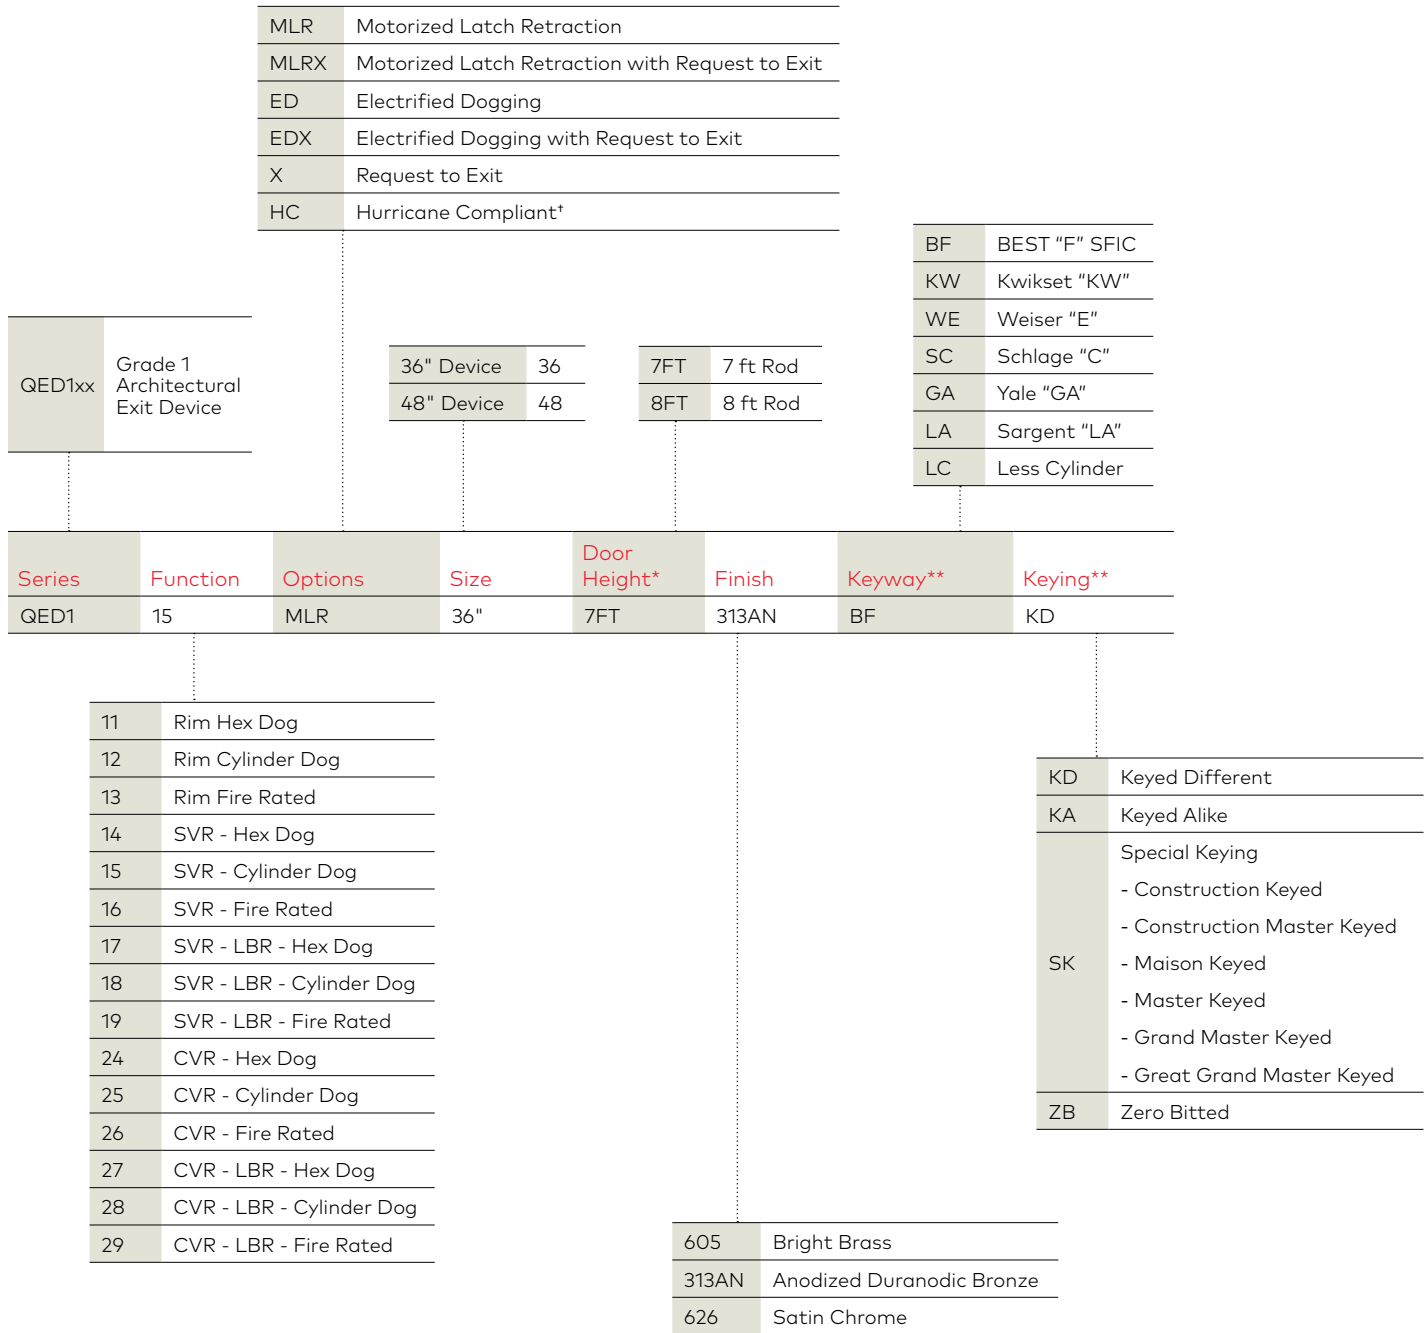 MLR Motorized Latch Retraction
MLRX Motorized Latch Retraction with Request to Exit
ED Electrified Dogging
EDX Electrified Dogging with Request to Exit
X Request to Exit
HC Hurricane Compliant†
BF BEST “F” SFIC
KW Kwikset “KW”
WE Weiser “E”
SC Schlage “C”
GA Yale “GA”
LA Sargent “LA”
LC Less Cylinder
QED1xx Grade 1
Architectural
Exit Device
36" Device 36
48" Device 48
7FT 7 ft Rod
8FT 8 ft Rod
Series Function Options Size Door Height* Finish Keyway** Keying**
QED1 15 MLR 36" 7FT 313AN BF KD
11 Rim Hex Dog
12 Rim Cylinder Dog
13 Rim Fire Rated
14 SVR - Hex Dog
15 SVR - Cylinder Dog
16 SVR - Fire Rated
17 SVR - LBR - Hex Dog
18 SVR - LBR - Cylinder Dog
19 SVR - LBR - Fire Rated
24 CVR - Hex Dog
25 CVR - Cylinder Dog
26 CVR - Fire Rated
27 CVR - LBR - Hex Dog
28 CVR - LBR - Cylinder Dog
29 CVR - LBR - Fire Rated
KD Keyed Different
KA Keyed Alike
SK Special Keying
- Construction Keyed
- Construction Master Keyed
- Maison Keyed
- Master Keyed
- Grand Master Keyed
- Great Grand Master Keyed
ZB Zero Bitted
605 Bright Brass
313AN Anodized Duranodic Bronze
626 Satin Chrome